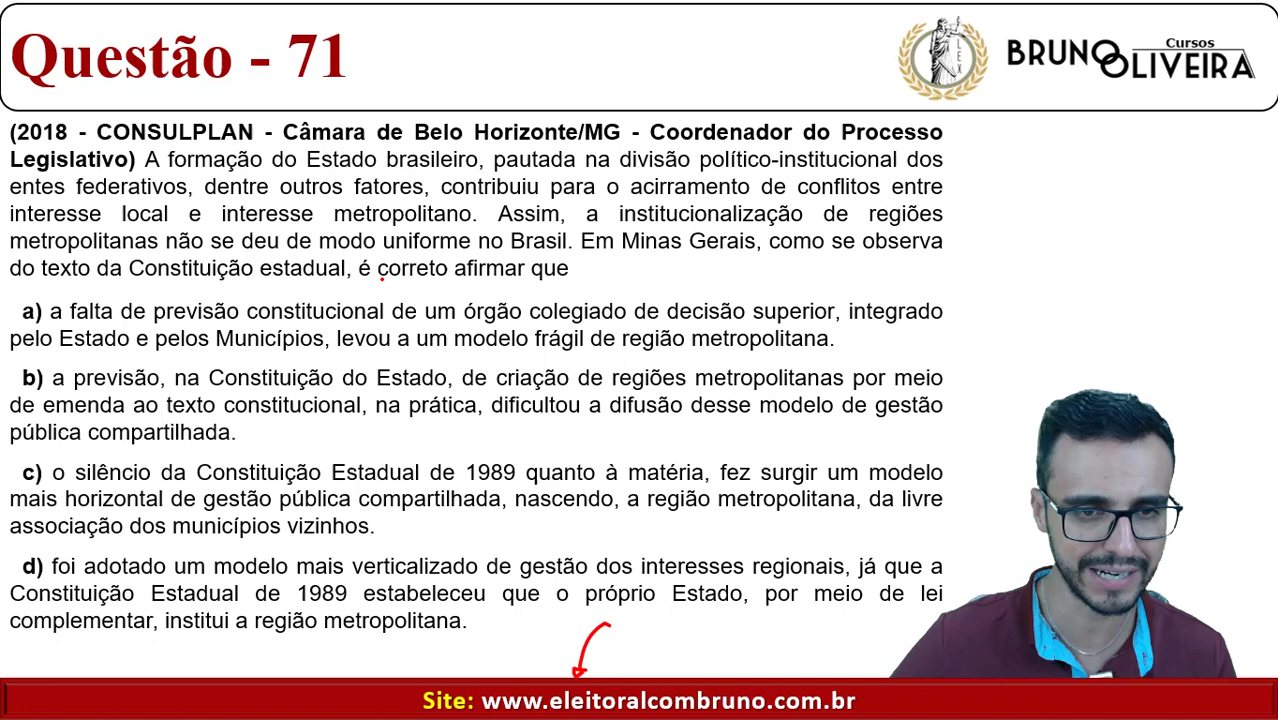 Questão - 71
Cursos
BRUNO
OLIVEIRA
LEX
(2018 - CONSULPLAN - Câmara de Belo Horizonte/MG - Coordenador do Processo
Legislativo) A formação do Estado brasileiro, pautada na divisão político-institucional dos
entes federativos, dentre outros fatores, contribuiu para o acirramento de conflitos entre
interesse local e interesse metropolitano. Assim, a institucionalização de regiões
metropolitanas não se deu de modo uniforme no Brasil. Em Minas Gerais, como se observa
do texto da Constituição estadual, é correto afirmar que
a) a falta de previsão constitucional de um órgão colegiado de decisão superior, integrado
pelo Estado e pelos Municípios, levou a um modelo frágil de região metropolitana.
b) a previsão, na Constituição do Estado, de criação de regiões metropolitanas por meio
de emenda ao texto constitucional, na prática, dificultou a difusão desse modelo de gestão
pública compartilhada.
c) o silêncio da Constituição Estadual de 1989 quanto à matéria, fez surgir um modelo
mais horizontal de gestão pública compartilhada, nascendo, a região metropolitana, da livre
associação dos municípios vizinhos.
d) foi adotado um modelo mais verticalizado de gestão dos interesses regionais, já que a
Constituição Estadual de 1989 estabeleceu que o próprio Estado, por meio de lei
complementar, institui a região metropolitana.
Site: www.eleitoralcombruno.com.br